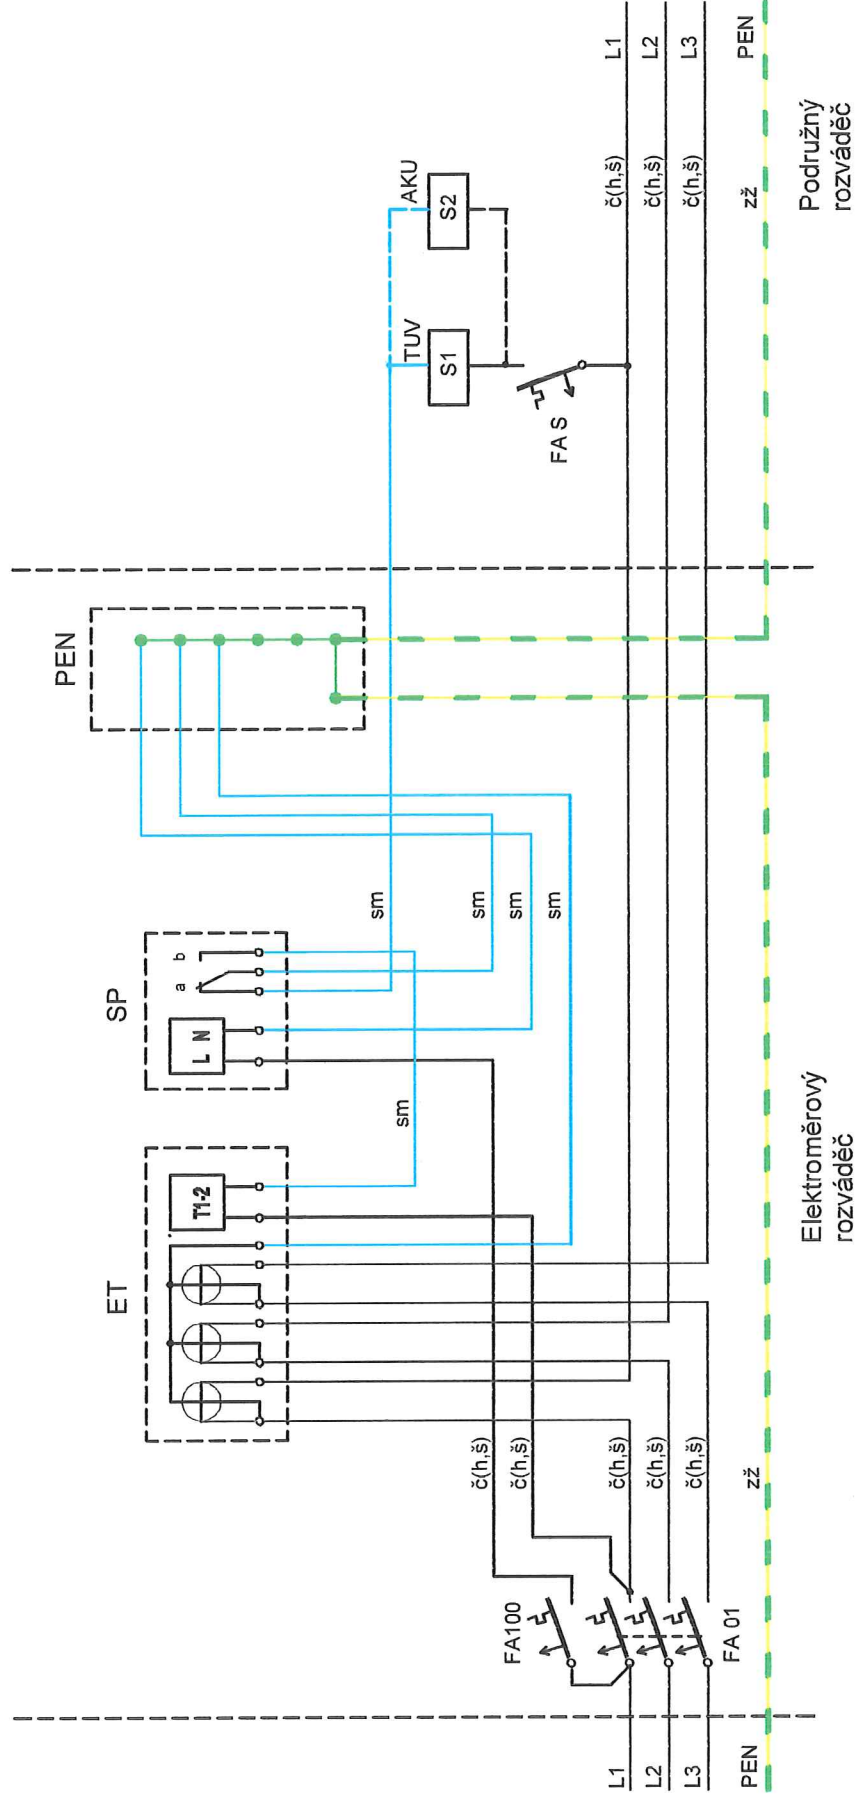 PEN
SP
ET
a
b
L N
T1-2
TUV
AKU
S1
S2
FA S
sm
sm
sm
sm
sm
č(h,š)
č(h,š)
FA100
FA 01
L1
č(h,š)
č(h,š)
L1
L2
č(h,š)
č(h,š)
L2
L3
č(h,š)
č(h,š)
L3
PEN
zž
zž
PEN
Elektroměrový
rozváděč
Podružný
rozváděč